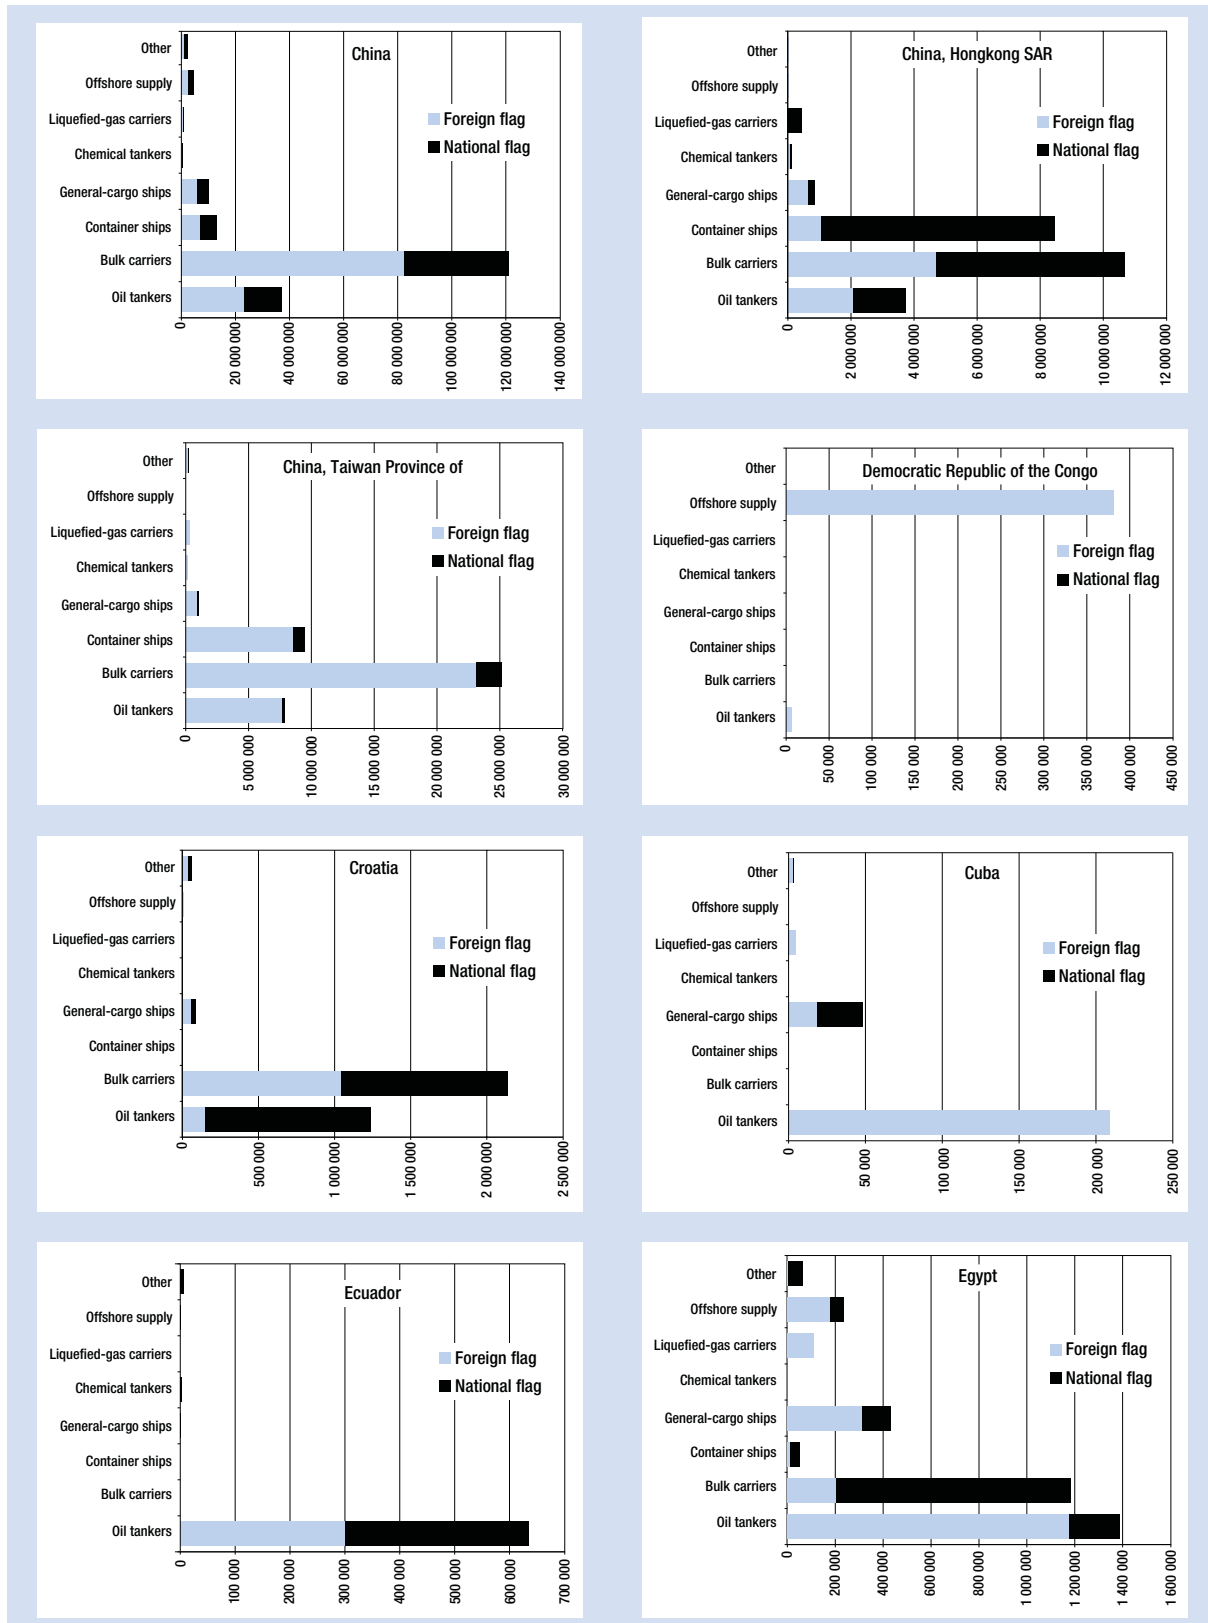 China
Other
Offshore supply
Liquefied-gas carriers
Chemical tankers
General-cargo ships
Container ships
Bulk carriers
Oil tankers
Foreign flag
National flag
0
20 000 000
40 000 000
60 000 000
80 000 000
100 000 000
120 000 000
140 000 000
China, Hongkong SAR
Other
Offshore supply
Liquefied-gas carriers
Chemical tankers
General-cargo ships
Container ships
Bulk carriers
Oil tankers
Foreign flag
National flag
0
2 000 000
4 000 000
6 000 000
8 000 000
10 000 000
12 000 000
China, Taiwan Province of
Other
Offshore supply
Liquefied-gas carriers
Chemical tankers
General-cargo ships
Container ships
Bulk carriers
Oil tankers
Foreign flag
National flag
0
5 000 000
10 000 000
15 000 000
20 000 000
25 000 000
30 000 000
Democratic Republic of the Congo
Other
Offshore supply
Liquefied-gas carriers
Chemical tankers
General-cargo ships
Container ships
Bulk carriers
Oil tankers
Foreign flag
National flag
0
50 000
100 000
150 000
200 000
250 000
300 000
350 000
400 000
450 000
Croatia
Other
Offshore supply
Liquefied-gas carriers
Chemical tankers
General-cargo ships
Container ships
Bulk carriers
Oil tankers
Foreign flag
National flag
0
500 000
1 000 000
1 500 000
2 000 000
2 500 000
Cuba
Other
Offshore supply
Liquefied-gas carriers
Chemical tankers
General-cargo ships
Container ships
Bulk carriers
Oil tankers
Foreign flag
National flag
0
50 000
100 000
150 000
200 000
250 000
Ecuador
Other
Offshore supply
Liquefied-gas carriers
Chemical tankers
General-cargo ships
Container ships
Bulk carriers
Oil tankers
Foreign flag
National flag
0
100 000
200 000
300 000
400 000
500 000
600 000
700 000
Egypt
Other
Offshore supply
Liquefied-gas carriers
Chemical tankers
General-cargo ships
Container ships
Bulk carriers
Oil tankers
Foreign flag
National flag
0
200 000
400 000
600 000
800 000
1 000 000
1 200 000
1 400 000
1 600 000